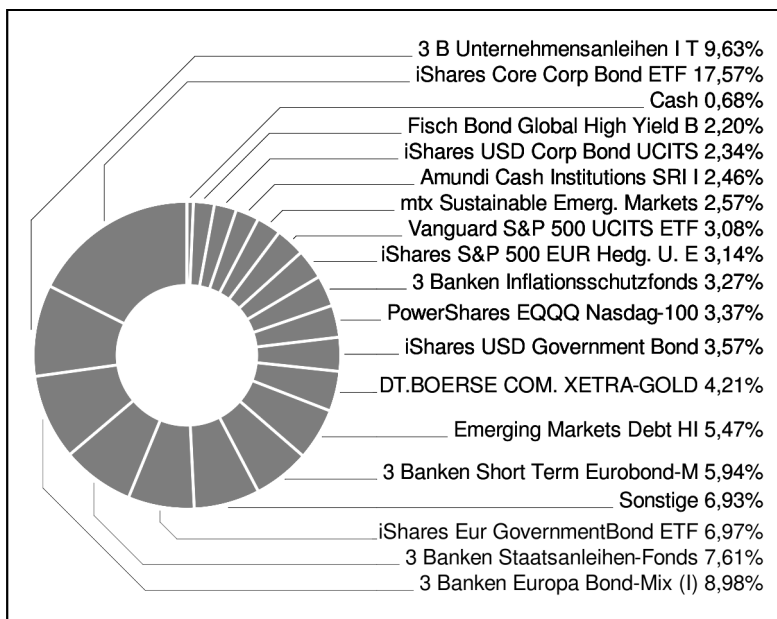 3 B Unternehmensanleihen I T 9,63%
iShares Core Corp Bond ETF 17,57%
Cash 0,68%
Fisch Bond Global High Yield B 2,20%
iShares USD Corp Bond UCITS 2,34%
Amundi Cash Institutions SRI I 2,46%
mtx Sustainable Emerg. Markets 2,57%
Vanguard S&P 500 UCITS ETF 3,08%
iShares S&P 500 EUR Hedg. U. E 3,14%
3 Banken Inflationsschutzfonds 3,27%
PowerShares EQQQ Nasdag-100 3,37%
iShares USD Government Bond 3,57%
DT.BOERSE COM. XETRA-GOLD 4,21%
Emerging Markets Debt HI 5,47%
3 Banken Short Term Eurobond-M 5,94%
Sonstige 6,93%
iShares Eur GovernmentBond ETF 6,97%
3 Banken Staatsanleihen-Fonds 7,61%
3 Banken Europa Bond-Mix (I) 8,98%